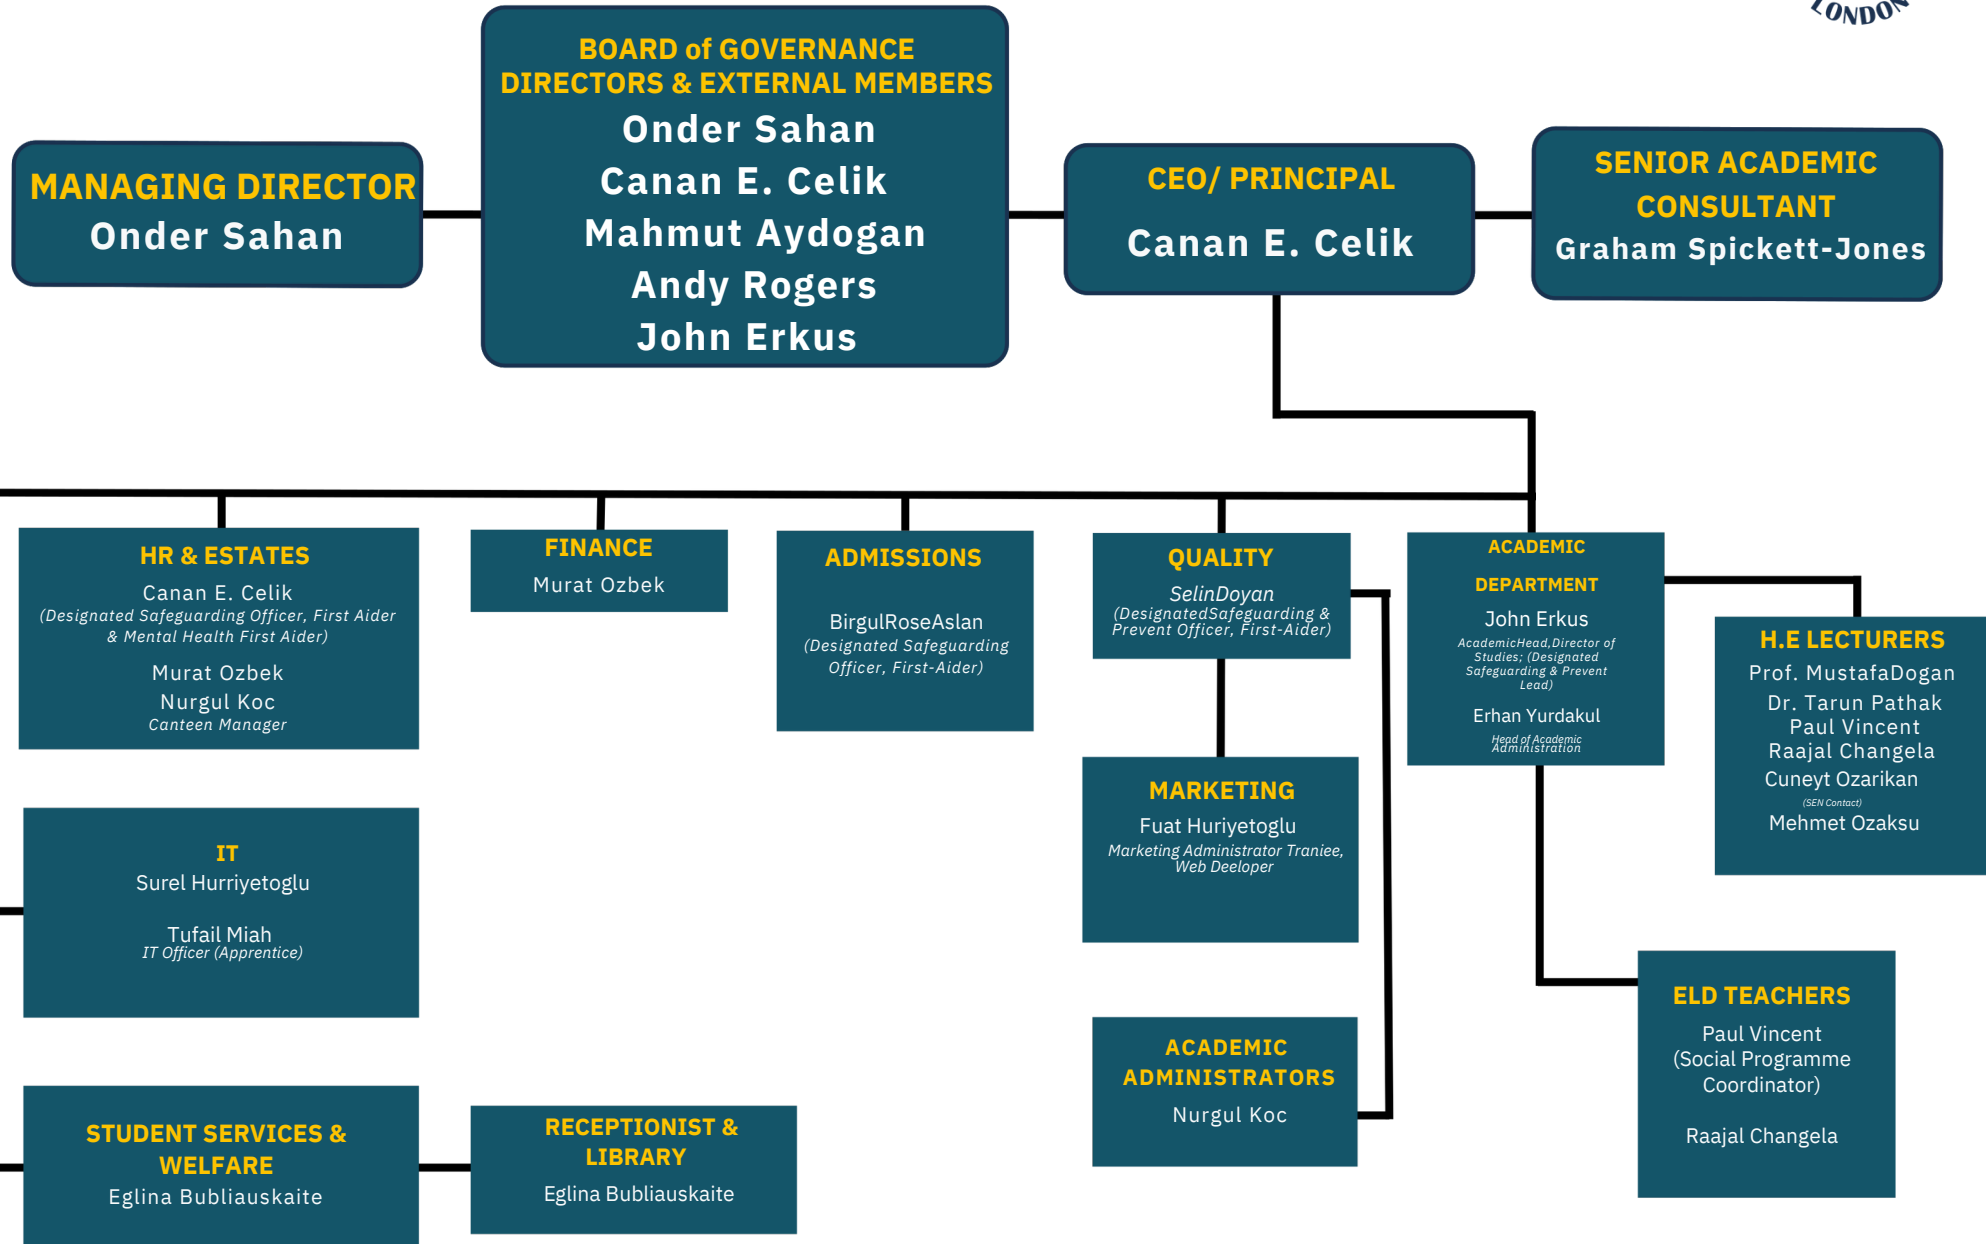 LONDON
BOARD of GOVERNANCE
DIRECTORS & EXTERNAL MEMBERS
Onder Sahan
Canan E. Celik
Mahmut Aydogan
Andy Rogers
John Erkus
MANAGING DIRECTOR
Onder Sahan
CEO/ PRINCIPAL
Canan E. Celik
SENIOR ACADEMIC
CONSULTANT
Graham Spickett-Jones
HR & ESTATES
Canan E. Celik
(Designated Safeguarding Officer, First Aider
& Mental Health First Aider)
Murat Ozbek
Nurgul Koc
Canteen Manager
FINANCE
Murat Ozbek
ADMISSIONS
BirgulRoseAslan
(Designated Safeguarding
Officer, First-Aider)
QUALITY
SelinDoyan
(DesignatedSafeguarding &
Prevent Officer, First-Aider)
ACADEMIC
DEPARTMENT
John Erkus
AcademicHead,Director of
Studies; (Designated
Safeguarding & Prevent
Lead)
Erhan Yurdakul
Head of Academic
Administration
H.E LECTURERS
Prof. MustafaDogan
Dr. Tarun Pathak
Paul Vincent
Raajal Changela
Cuneyt Ozarikan
(SEN Contact)
Mehmet Ozaksu
MARKETING
Fuat Huriyetoglu
Marketing Administrator Traniee,
Web Deeloper
IT
Surel Hurriyetoglu
Tufail Miah
IT Officer (Apprentice)
ELD TEACHERS
Paul Vincent
(Social Programme
Coordinator)
Raajal Changela
ACADEMIC
ADMINISTRATORS
Nurgul Koc
STUDENT SERVICES &
WELFARE
Eglina Bubliauskaite
RECEPTIONIST &
LIBRARY
Eglina Bubliauskaite